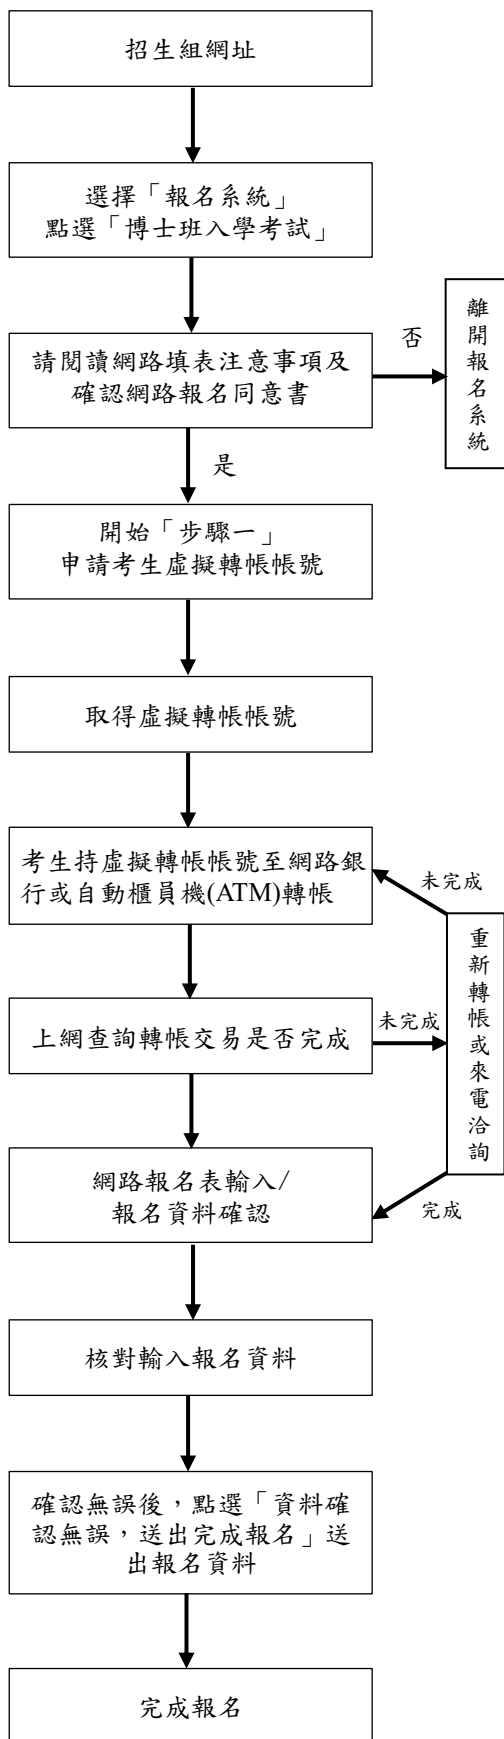 招生組網址
選擇「報名系統」
點選「博士班入學考試」
請閱讀網路填表注意事項及
確認網路報名同意書
否
離開報名系統
是
開始「步驟一」
申請考生虛擬轉帳帳號
取得虛擬轉帳帳號
考生持虛擬轉帳帳號至網路銀
行或自動櫃員機(ATM)轉帳
未完成
上網查詢轉帳交易是否完成
未完成
重新轉帳或來電洽詢
網路報名表輸入/
報名資料確認
完成
核對輸入報名資料
確認無誤後，點選「資料確
認無誤，送出完成報名」送
出報名資料
完成報名